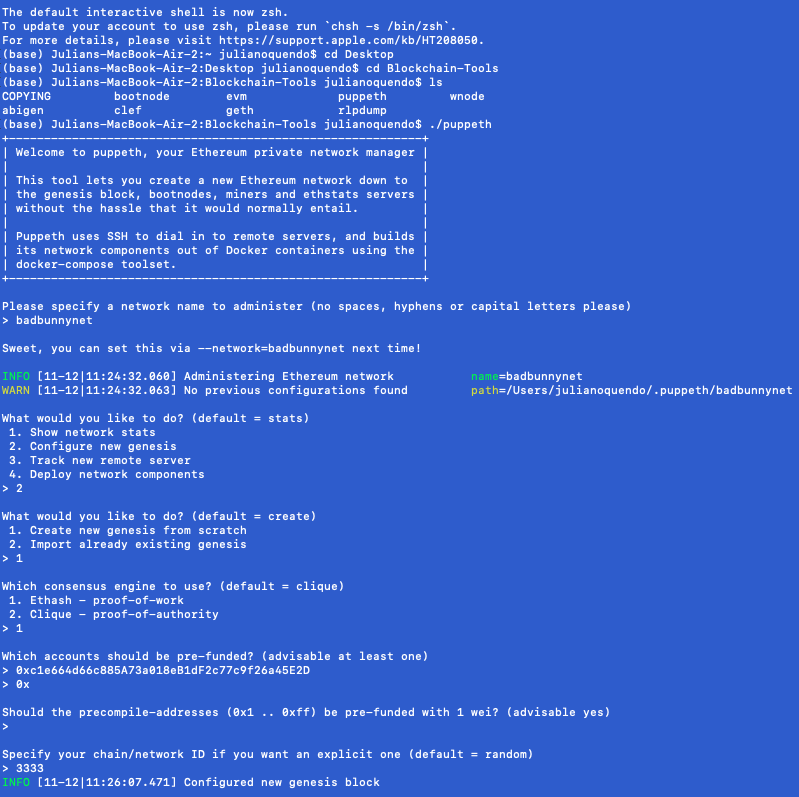 The default interactive shell is now zsh.
To update your account to use zsh, please run `chsh -s /bin/zsh`.
For more details, please visit https://support.apple.com/kb/HT208050.
(base) Julians-MacBook-Air-2:~ julianoquendo$ cd Desktop
(base) Julians-MacBook-Air-2:Desktop julianoquendo$ cd Blockchain-Tools
(base) Julians-MacBook-Air-2:Blockchain-Tools julianoquendo$ ls
COPYING         bootnode        evm             puppeth         wnode
abigen          clef            geth            rlpdump
(base) Julians-MacBook-Air-2:Blockchain-Tools julianoquendo$ ./puppeth
+-----------------------------------------------------------+
| Welcome to puppeth, your Ethereum private network manager |
|                                                           |
| This tool lets you create a new Ethereum network down to  |
| the genesis block, bootnodes, miners and ethstats servers |
| without the hassle that it would normally entail.         |
|                                                           |
| Puppeth uses SSH to dial in to remote servers, and builds |
| its network components out of Docker containers using the |
| docker-compose toolset.                                   |
+-----------------------------------------------------------+
Please specify a network name to administer (no spaces, hyphens or capital letters please)
> badbunnynet
Sweet, you can set this via --network=badbunnynet next time!
INFO [11-12|11:24:32.060] Administering Ethereum network           name=badbunnynet
WARN [11-12|11:24:32.063] No previous configurations found         path=/Users/julianoquendo/.puppeth/badbunnynet
What would you like to do? (default = stats)
 1. Show network stats
 2. Configure new genesis
 3. Track new remote server
 4. Deploy network components
> 2
What would you like to do? (default = create)
 1. Create new genesis from scratch
 2. Import already existing genesis
> 1
Which consensus engine to use? (default = clique)
 1. Ethash - proof-of-work
 2. Clique - proof-of-authority
> 1
Which accounts should be pre-funded? (advisable at least one)
> 0xc1e664d66c885A73a018eB1dF2c77c9f26a45E2D
> 0x
Should the precompile-addresses (0x1 .. 0xff) be pre-funded with 1 wei? (advisable yes)
>
Specify your chain/network ID if you want an explicit one (default = random)
> 3333
INFO [11-12|11:26:07.471] Configured new genesis block